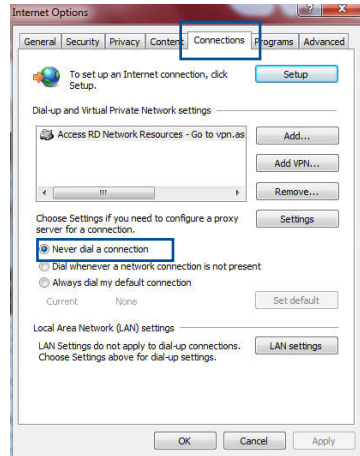 Internet Options
General Security Privacy Content Connections Programs Advanced
To set up an Internet connection, click
Setup.
Setup
Dial-up and Virtual Private Network settings
Access RD Network Resources - Go to vpn.as
Add...
Add VPN...
Remove...
Choose Settings if you need to configure a proxy
server for a connection.
Settings
Never dial a connection
Dial whenever a network connection is not present
Always dial my default connection
Current None
Set default
Local Area Network (LAN) settings
LAN Settings do not apply to dial-up connections.
Choose Settings above for dial-up settings.
LAN settings
OK Cancel Apply